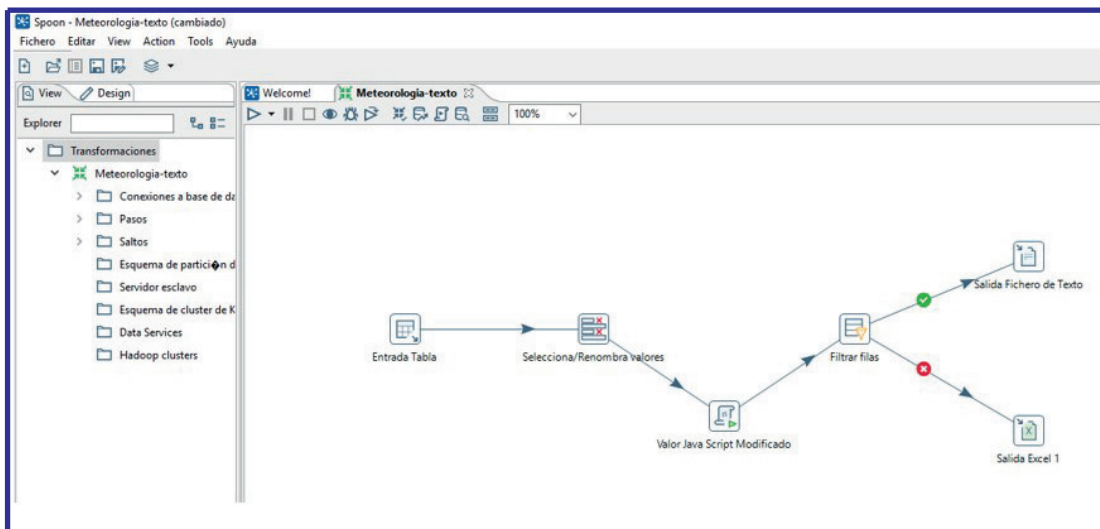 Spoon - Meteorologia-texto (cambiado)
Fichero Editar View Action Tools Ayuda
View Design
Welcome! Meteorologia-texto
Explorer
100%
Transformaciones
Meteorologia-texto
Conexiones a base de da
Pasos
Saltos
Esquema de partici�n d
Servidor esclavo
Esquema de cluster de K
Data Services
Hadoop clusters
Salida Fichero de Texto
Entrada Tabla
Selecciona/Renombra valores
Filtrar filas
Valor Java Script Modificado
Salida Excel 1